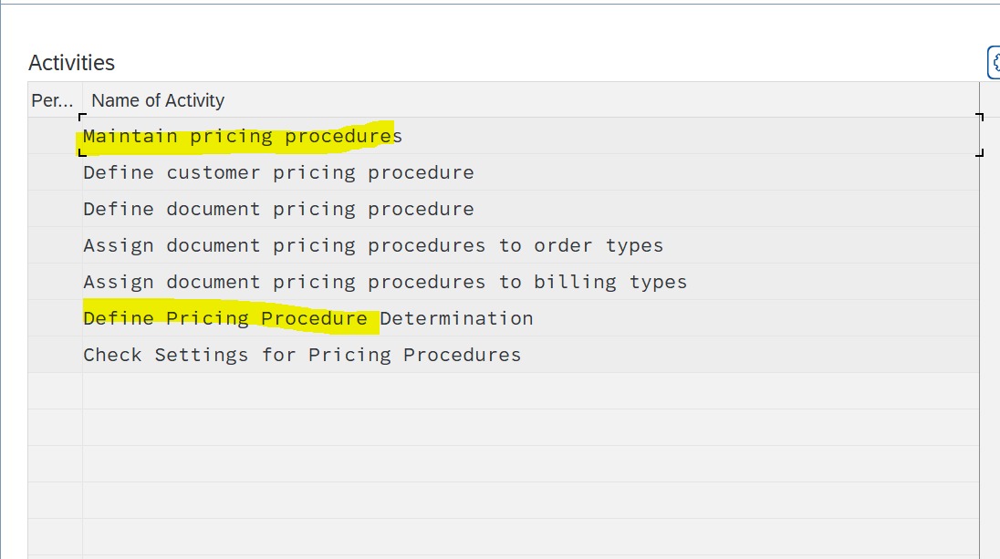 Activities
Per... Name of Activity
Maintain pricing procedures
Define customer pricing procedure
Define document pricing procedure
Assign document pricing procedures to order types
Assign document pricing procedures to billing types
Define Pricing Procedure Determination
Check Settings for Pricing Procedures